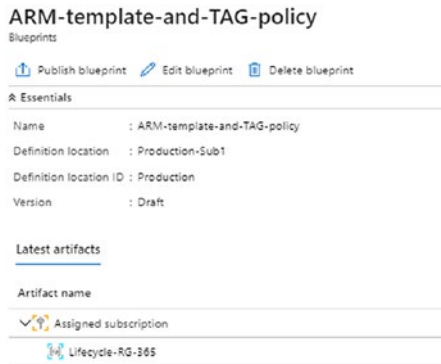 ARM-template-and-TAG-policy
Blueprints
Publish blueprint Edit blueprint Delete blueprint
Essentials
Name : ARM-template-and-TAG-policy
Definition location : Production-Sub1
Definition location ID : Production
Version : Draft
Latest artifacts
Artifact name
Assigned subscription
Lifecycle-RG-365